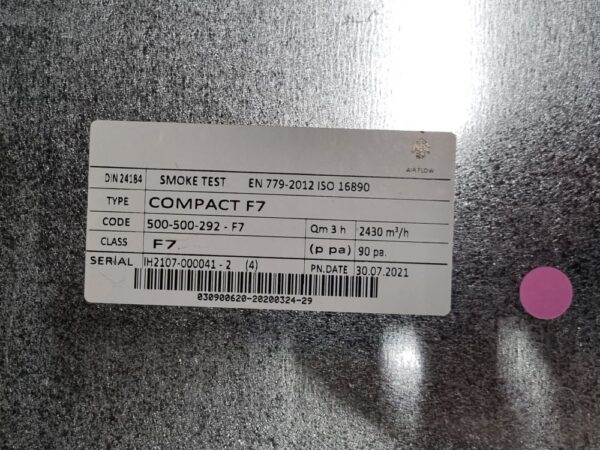 AIR FLOW
DIN 24184 SMOKE TEST EN 779-2012 ISO 16890
TYPE COMPACT F7
CODE 500-500-292 - F7 Qm 3 h 2430 m³/h
CLASS F7. (p pa) 90 pa.
SERIAL IH2107-000041 - 2 (4) PN.DATE 30.07.2021
030900620-20200324-29